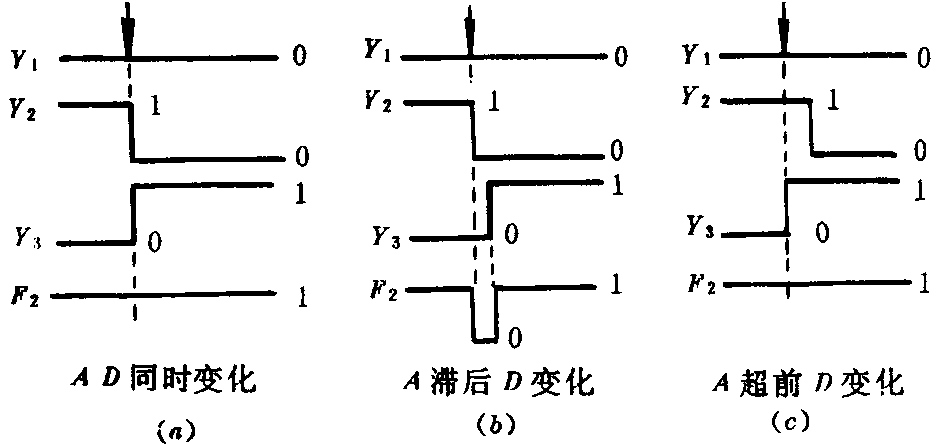 Y₁ 0 Y₁ 0 Y₁ 0
Y₂ 1 Y₂ 1 Y₂ 1
0 0 0
1 1 1
Y₃ 0 Y₃ 0 Y₃ 0
F₂ 1 F₂ 1 F₂ 1
0
A D 同时变化 A 滞后 D 变化 A 超前 D 变化
(a) (b) (c)